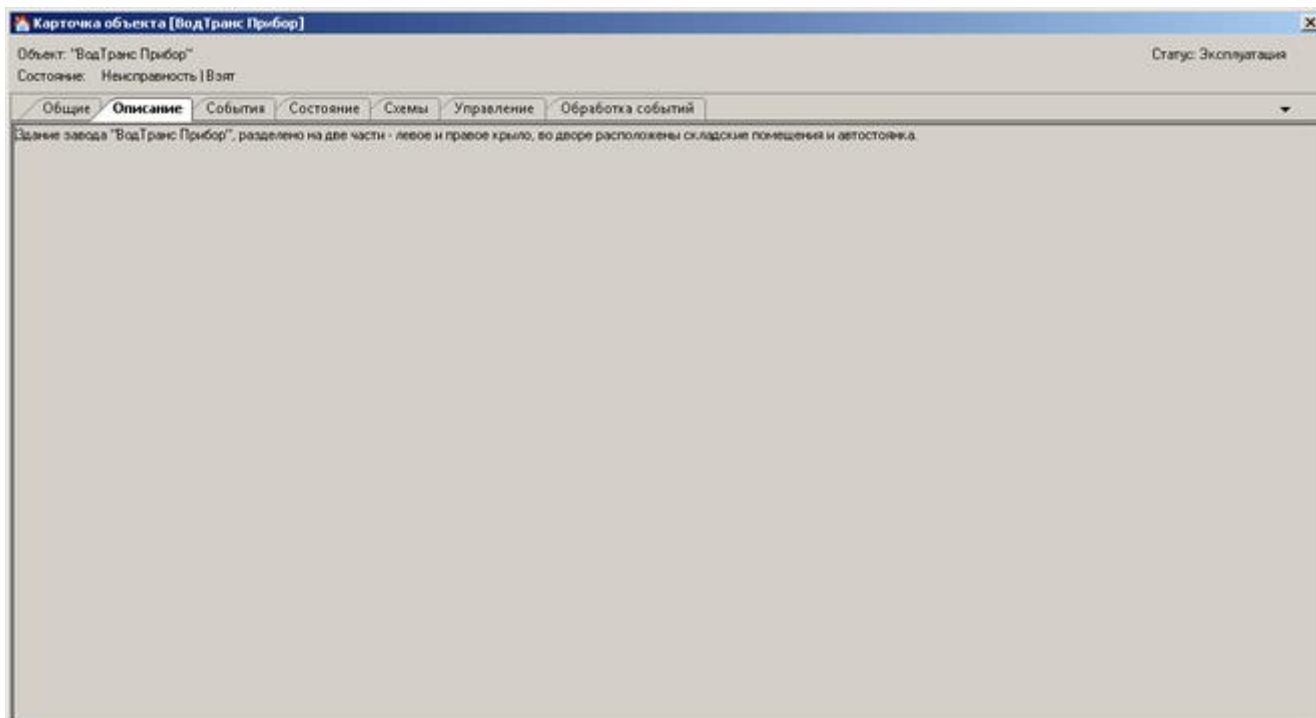 Карточка объекта [ВодТранс Прибор]
Объект: "ВодТранс Прибор"
Статус: Эксплуатация
Состояние: Неисправность | Взят
Общие Описание События Состояние Схемы Управление Обработка событий
Здание завода "ВодТранс Прибор", разделено на две части - левое и правое крыло, во дворе расположены складские помещения и автостоянка.